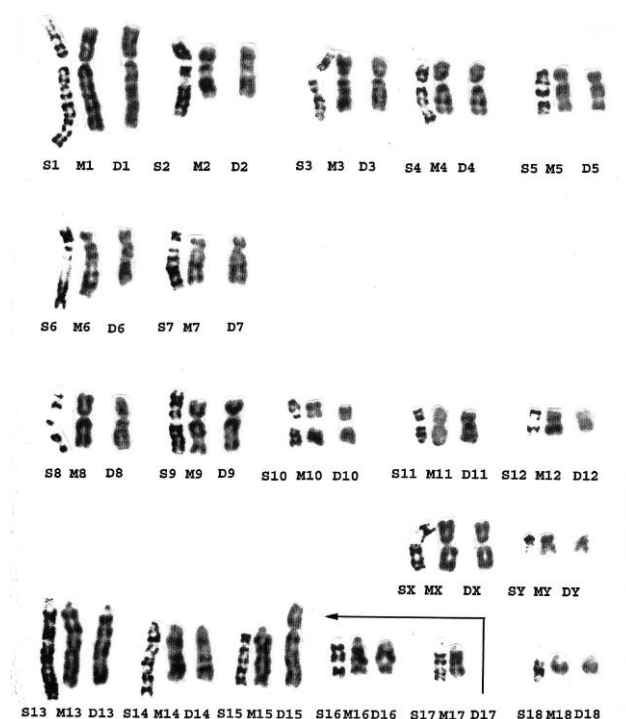 S1 M1 D1 S2 M2 D2 S3 M3 D3 S4 M4 D4 S5 M5 D5
S6 M6 D6 S7 M7 D7
S8 M8 D8 S9 M9 D9 S10 M10 D10 S11 M11 D11 S12 M12 D12
SX MX DX SY MY DY
S13 M13 D13 S14 M14 D14 S15 M15 D15 S16 M16 D16 S17 M17 D17 S18 M18 D18